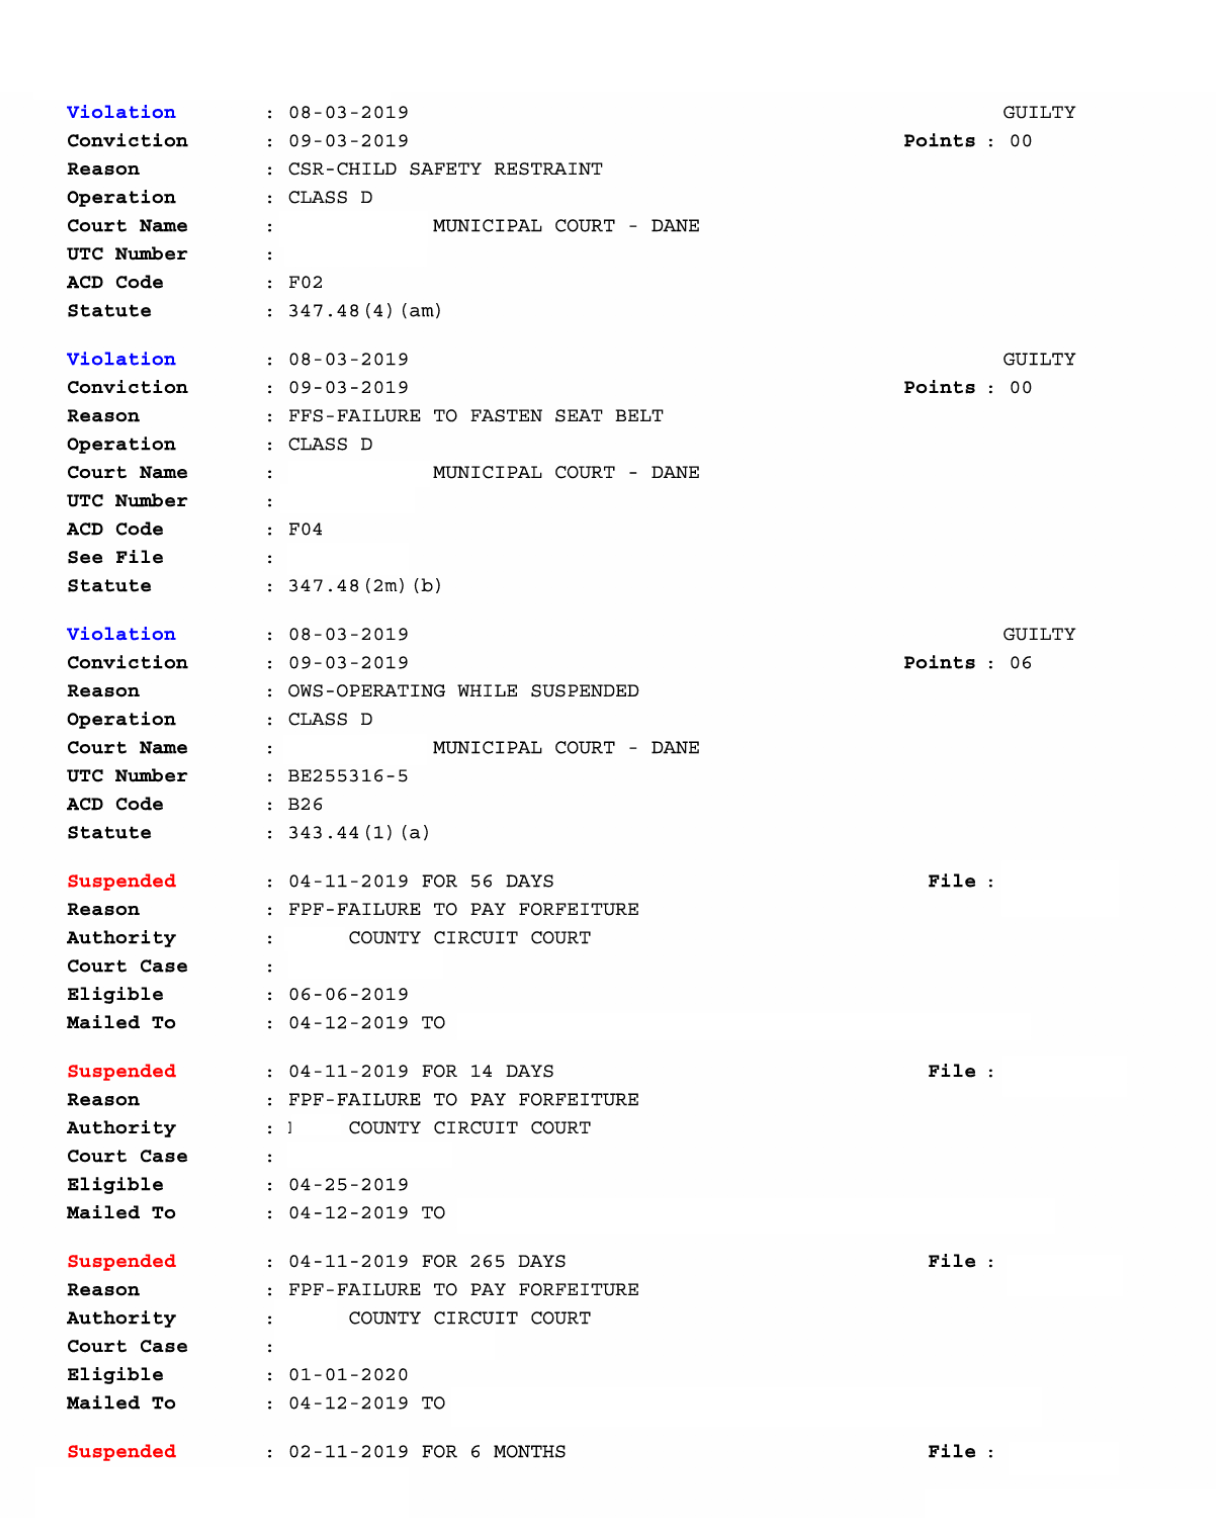 Violation : 08-03-2019 GUILTY
Conviction : 09-03-2019 Points : 00
Reason : CSR-CHILD SAFETY RESTRAINT
Operation : CLASS D
Court Name : MUNICIPAL COURT - DANE
UTC Number :
ACD Code : F02
Statute : 347.48(4)(am)
Violation : 08-03-2019 GUILTY
Conviction : 09-03-2019 Points : 00
Reason : FFS-FAILURE TO FASTEN SEAT BELT
Operation : CLASS D
Court Name : MUNICIPAL COURT - DANE
UTC Number :
ACD Code : F04
See File :
Statute : 347.48(2m)(b)
Violation : 08-03-2019 GUILTY
Conviction : 09-03-2019 Points : 06
Reason : OWS-OPERATING WHILE SUSPENDED
Operation : CLASS D
Court Name : MUNICIPAL COURT - DANE
UTC Number : BE255316-5
ACD Code : B26
Statute : 343.44(1)(a)
Suspended : 04-11-2019 FOR 56 DAYS File :
Reason : FPF-FAILURE TO PAY FORFEITURE
Authority : COUNTY CIRCUIT COURT
Court Case :
Eligible : 06-06-2019
Mailed To : 04-12-2019 TO
Suspended : 04-11-2019 FOR 14 DAYS File :
Reason : FPF-FAILURE TO PAY FORFEITURE
Authority : COUNTY CIRCUIT COURT
Court Case :
Eligible : 04-25-2019
Mailed To : 04-12-2019 TO
Suspended : 04-11-2019 FOR 265 DAYS File :
Reason : FPF-FAILURE TO PAY FORFEITURE
Authority : COUNTY CIRCUIT COURT
Court Case :
Eligible : 01-01-2020
Mailed To : 04-12-2019 TO
Suspended : 02-11-2019 FOR 6 MONTHS File :